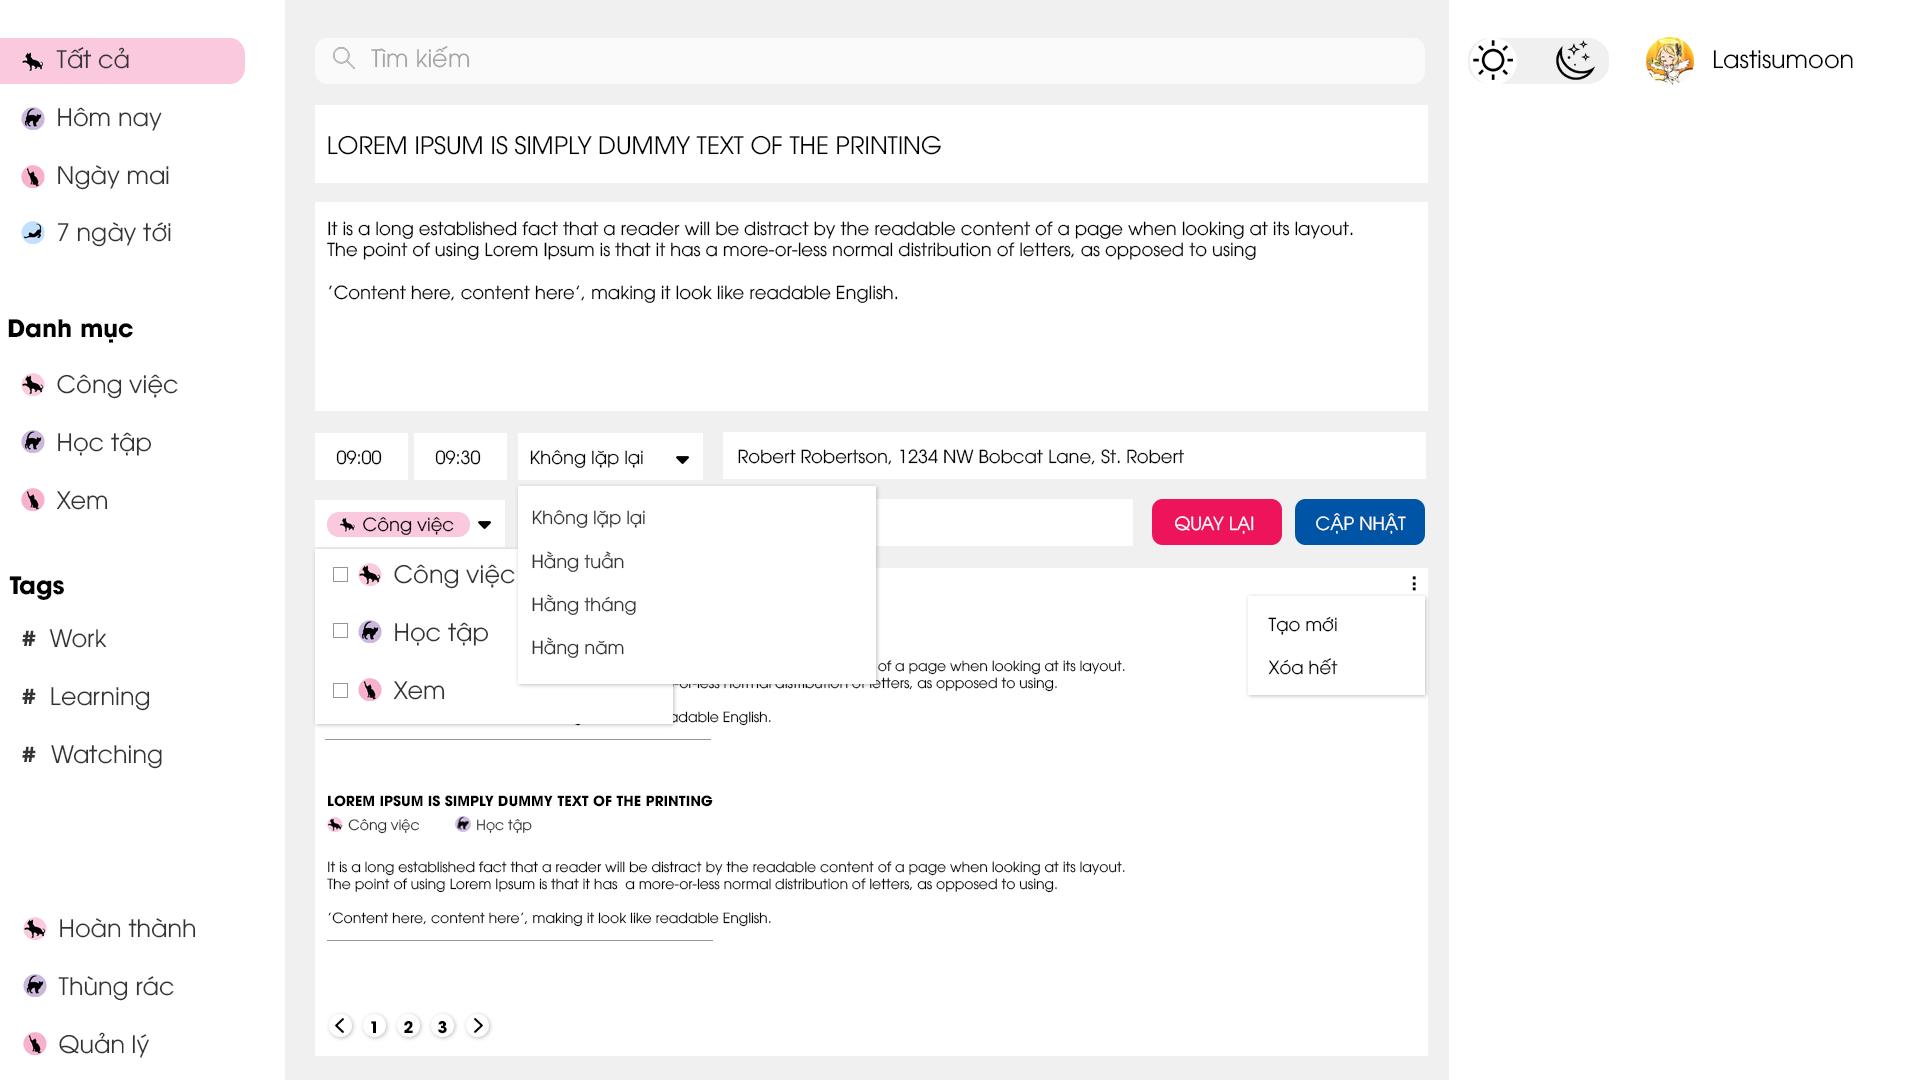 Tất cả
Hôm nay
Ngày mai
7 ngày tới
Danh mục
Công việc
Học tập
Xem
Tags
# Work
# Learning
# Watching
Hoàn thành
Thùng rác
Quản lý
Tìm kiếm
LOREM IPSUM IS SIMPLY DUMMY TEXT OF THE PRINTING
It is a long established fact that a reader will be distract by the readable content of a page when looking at its layout.
The point of using Lorem Ipsum is that it has a more-or-less normal distribution of letters, as opposed to using
'Content here, content here', making it look like readable English.
09:00
09:30
Không lặp lại
Robert Robertson, 1234 NW Bobcat Lane, St. Robert
Công việc
QUAY LẠI
CẬP NHẬT
Không lặp lại
Hằng tuần
Hằng tháng
Hằng năm
Công việc
Học tập
Xem
Tạo mới
Xóa hết
of a page when looking at its layout.
-or-less normal distribution of letters, as opposed to using.
adable English.
LOREM IPSUM IS SIMPLY DUMMY TEXT OF THE PRINTING
Công việc
Học tập
It is a long established fact that a reader will be distract by the readable content of a page when looking at its layout.
The point of using Lorem Ipsum is that it has a more-or-less normal distribution of letters, as opposed to using.
'Content here, content here', making it look like readable English.
1 2 3
Lastisumoon